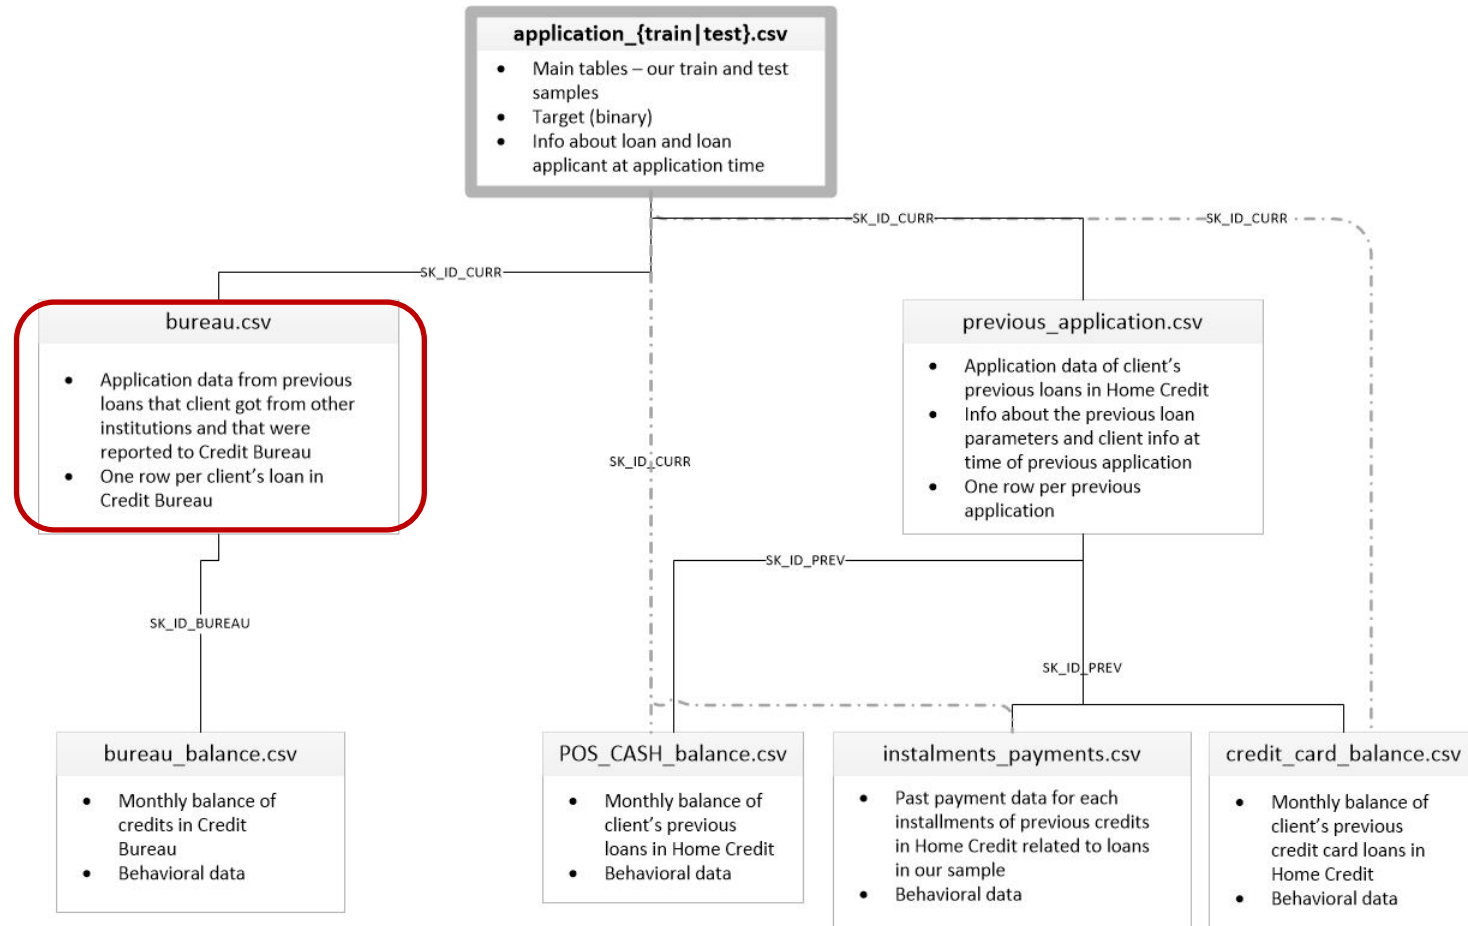 application_{train|test}.csv
• Main tables – our train and test
samples
• Target (binary)
• Info about loan and loan
applicant at application time
SK_ID_CURR
SK_ID_CURR
SK_ID_CURR
bureau.csv
• Application data from previous
loans that client got from other
institutions and that were
reported to Credit Bureau
• One row per client's loan in
Credit Bureau
previous_application.csv
• Application data of client's
previous loans in Home Credit
• Info about the previous loan
parameters and client info at
time of previous application
• One row per previous
application
SK_ID_CURR
SK_ID_PREV
SK_ID_BUREAU
SK_ID_PREV
bureau_balance.csv
• Monthly balance of
credits in Credit
Bureau
• Behavioral data
POS_CASH_balance.csv
• Monthly balance of
client's previous
loans in Home Credit
• Behavioral data
instalments_payments.csv
• Past payment data for each
installments of previous credits
in Home Credit related to loans
in our sample
• Behavioral data
credit_card_balance.csv
• Monthly balance of
client's previous
credit card loans in
Home Credit
• Behavioral data